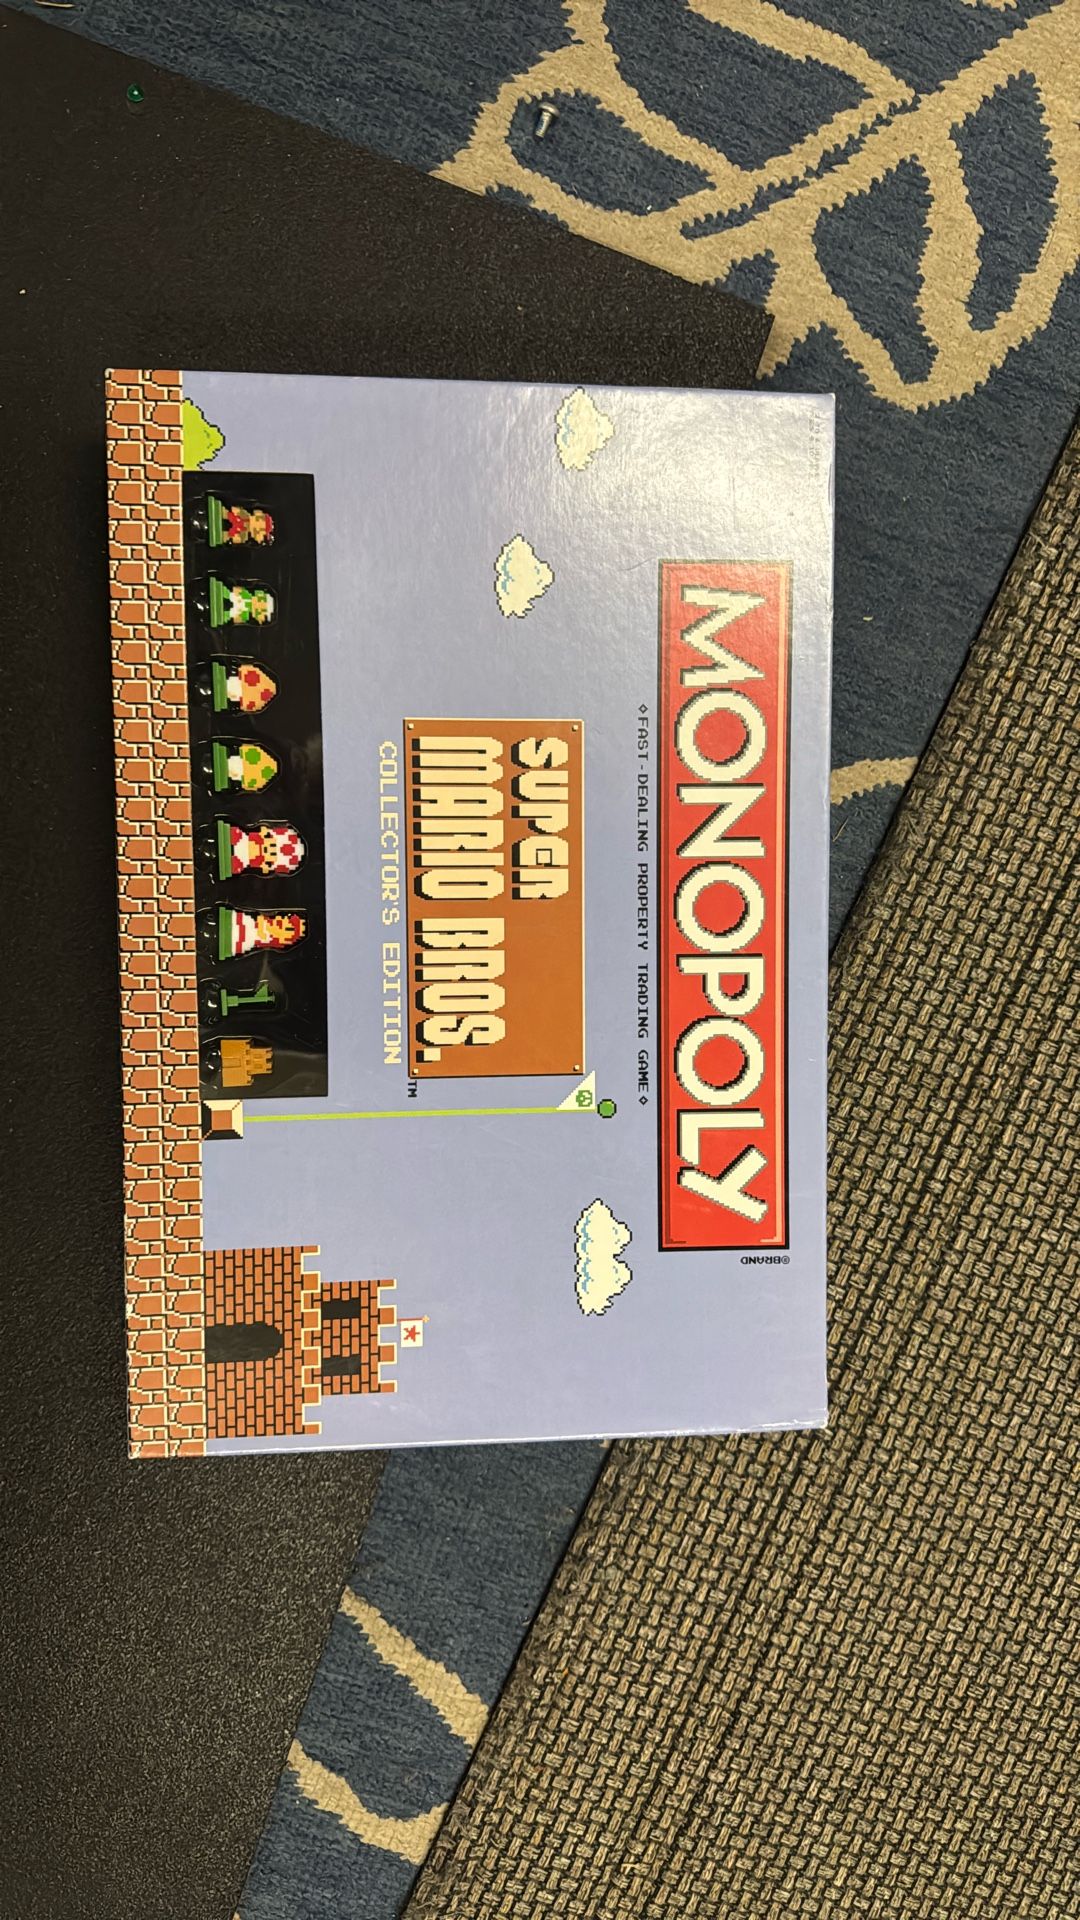 MONOPOLY
®BRAND
◇FAST-DEALING PROPERTY TRADING GAME◇
SUPER
MARIO BROS.
TM
COLLECTOR'S EDITION